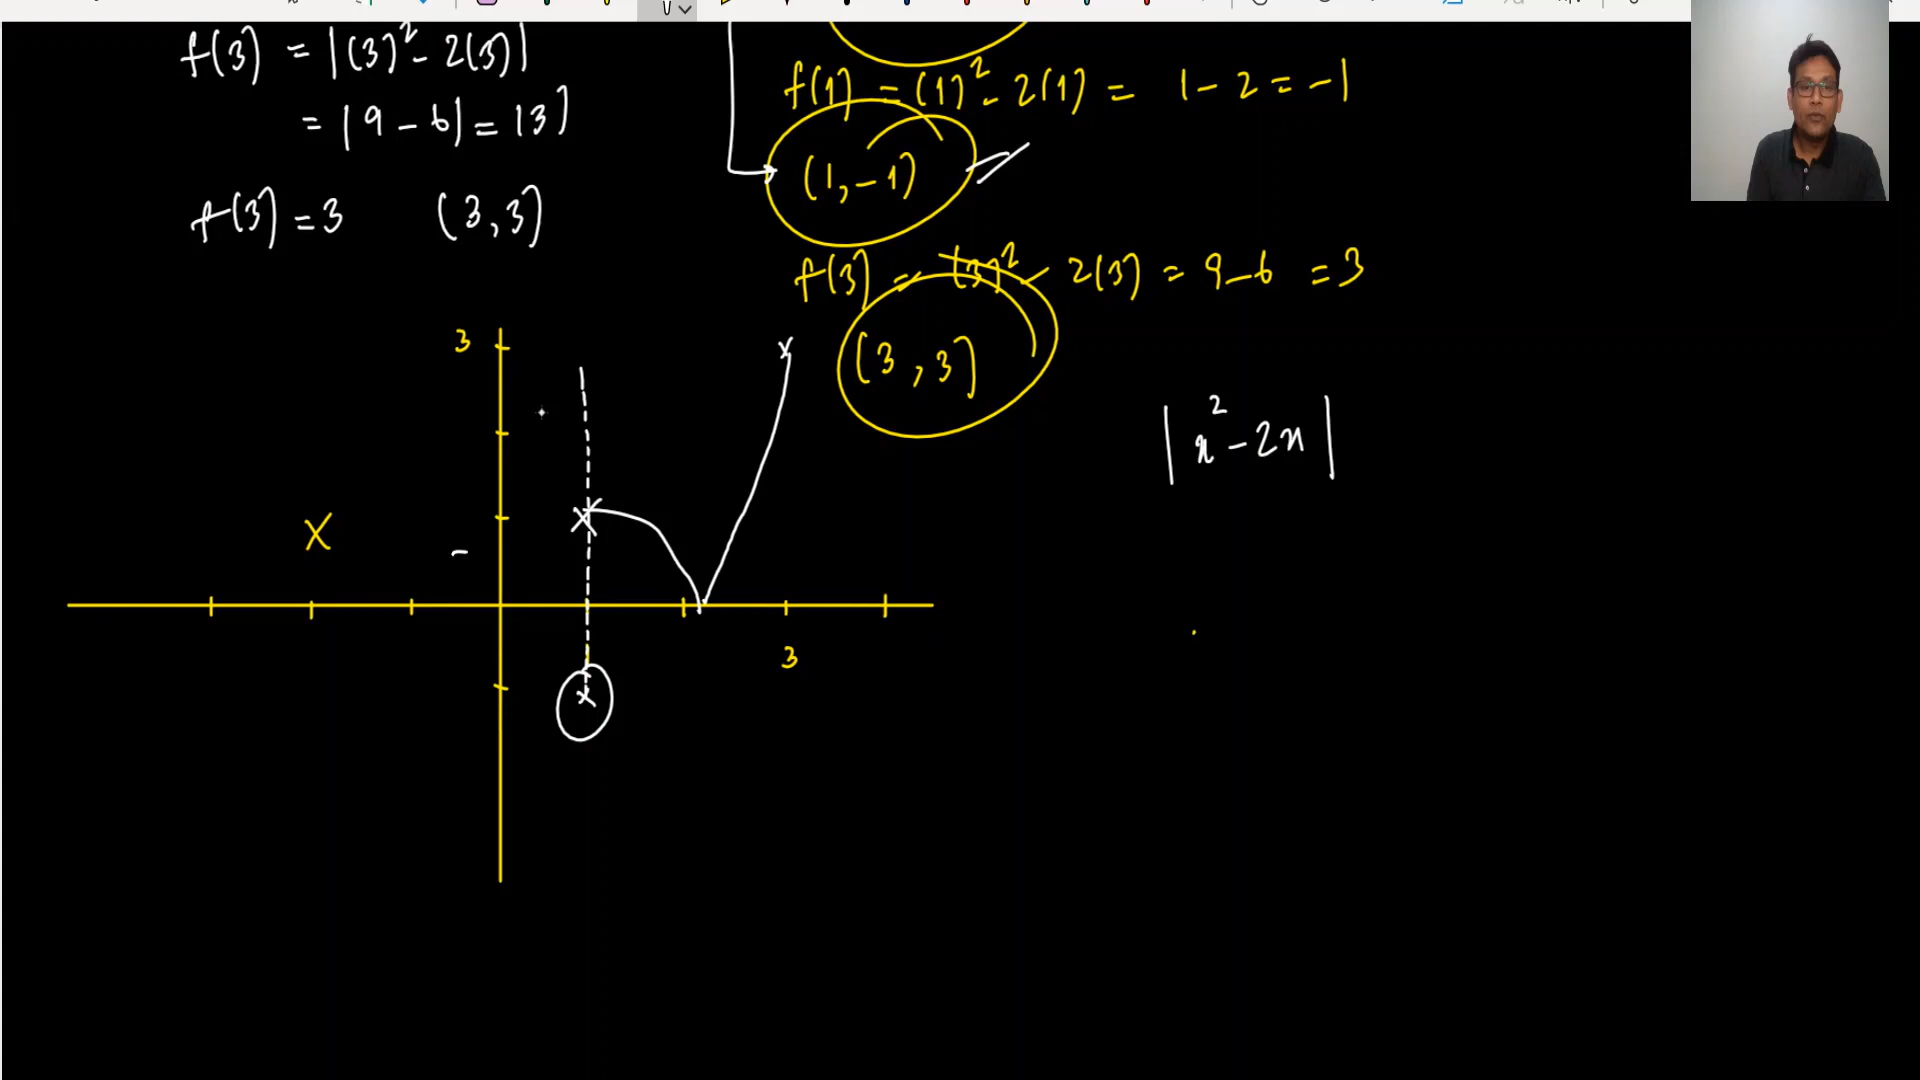 f(3) = |(3)² - 2(3)|
= |9 - 6| = |3|
f(3) = 3 (3, 3)
f(1) = (1)² - 2(1) = 1 - 2 = -1
(1, -1)
f(3) = (3)² - 2(3) = 9 - 6 = 3
(3, 3)
3
|x² - 2x|
x
x
x
x
3